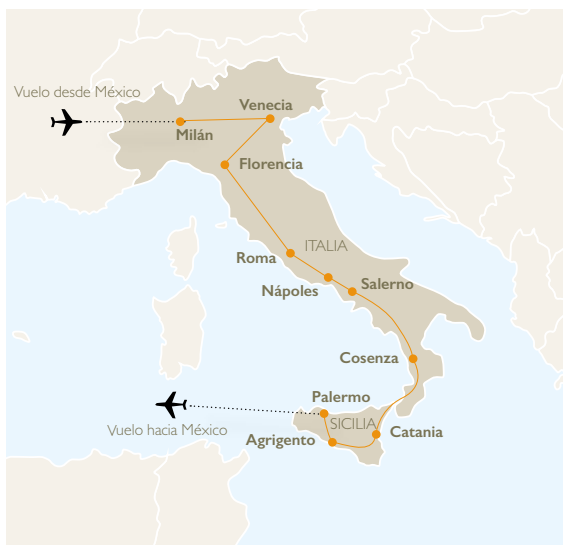 Vuelo desde México
Venecia
Milán
Florencia
ITALIA
Roma
Nápoles
Salerno
Cosenza
Palermo
SICILIA
Vuelo hacia México
Agrigento
Catania